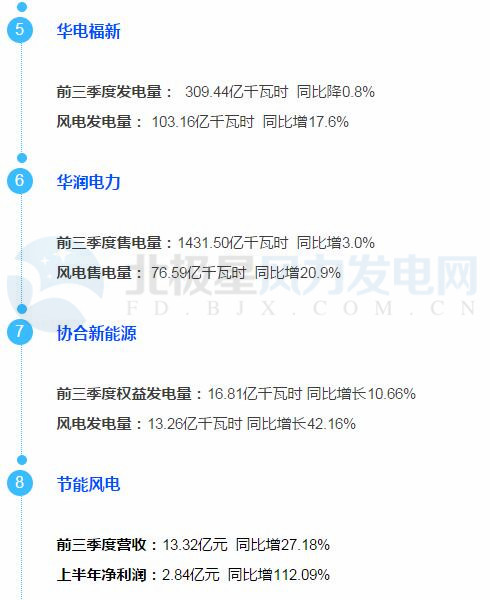 5 华电福新
前三季度发电量： 309.44亿千瓦时 同比降0.8%
风电发电量：103.16亿千瓦时 同比增17.6%
6 华润电力
前三季度售电量：1431.50亿千瓦时 同比增3.0%
风电售电量：76.59亿千瓦时 同比增20.9%
北极星风力发电网
FD.BJX.COM.CN
7 协合新能源
前三季度权益发电量：16.81亿千瓦时 同比增长10.66%
风电发电量：13.26亿千瓦时 同比增长42.16%
8 节能风电
前三季度营收：13.32亿元 同比增27.18%
上半年净利润：2.84亿元 同比增112.09%